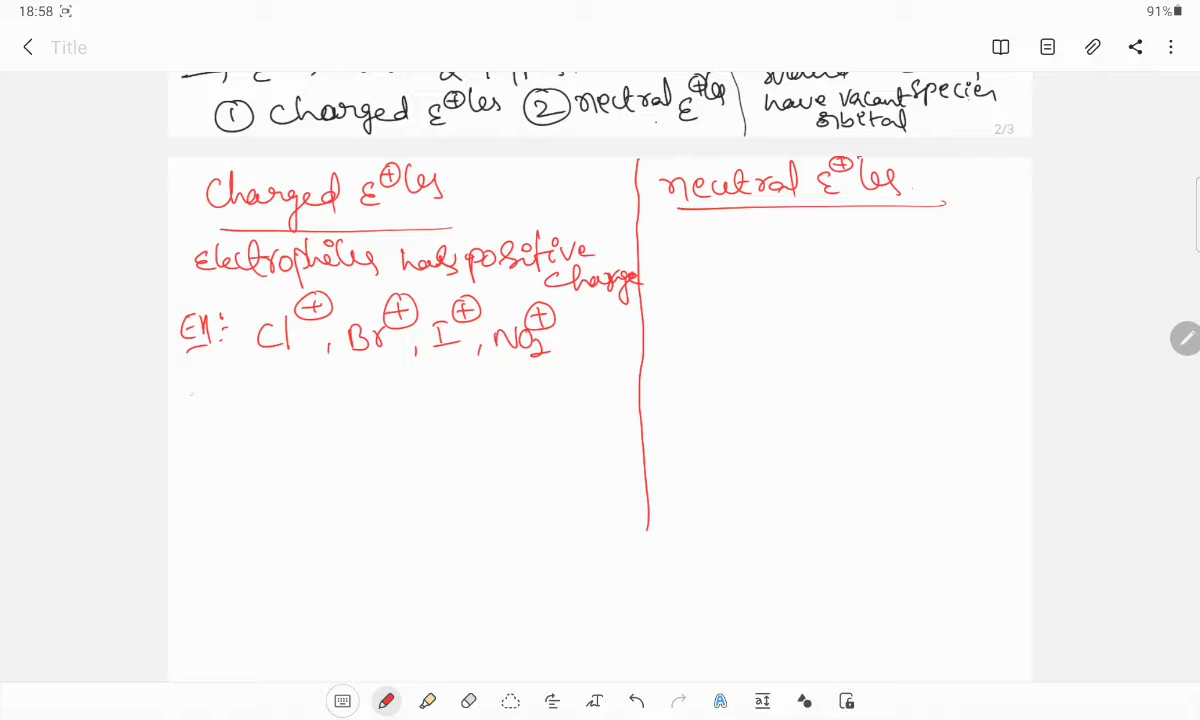 18:58
91%
Title
① charged ε⊕les ② neutral ε⊕les
have vacant species
orbital
2/3
Charged ε⊕les
electrophiles has positive
charge
Ex: Cl⊕, Br⊕, I⊕, NO2⊕
neutral ε⊕les